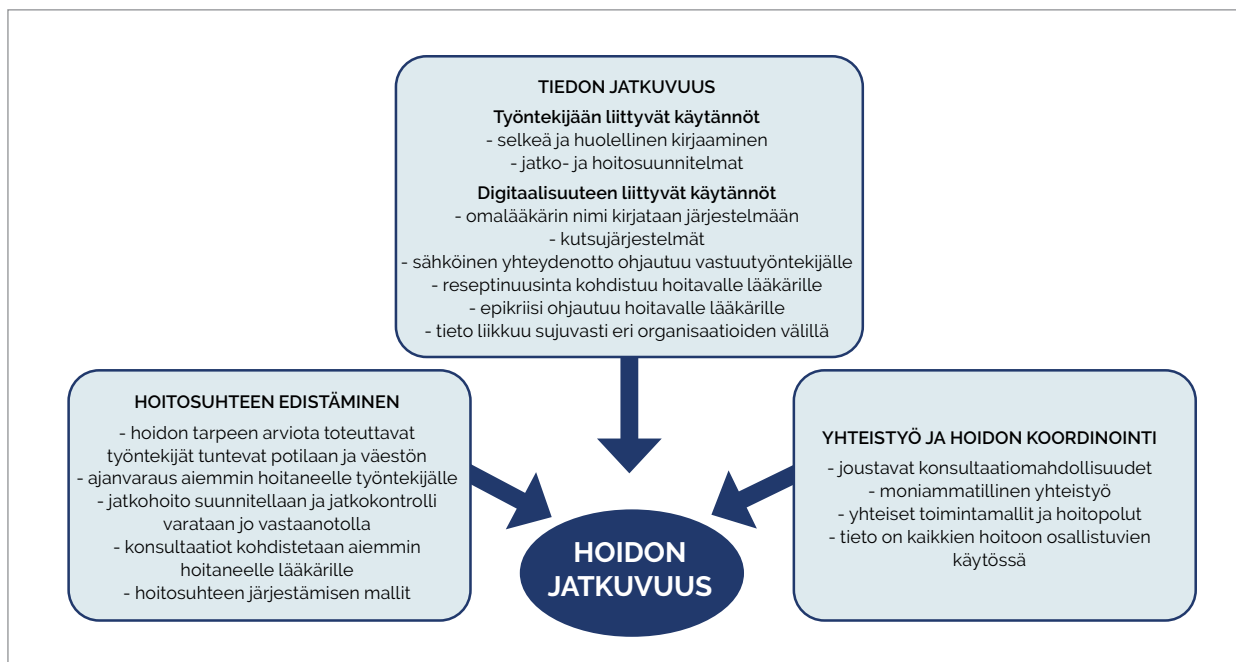 TIEDON JATKUVUUS
Työntekijään liittyvät käytännöt
- selkeä ja huolellinen kirjaaminen
- jatko- ja hoitosuunnitelmat
Digitaalisuuteen liittyvät käytännöt
- omalääkärin nimi kirjataan järjestelmään
- kutsujärjestelmät
- sähköinen yhteydenotto ohjautuu vastuutyöntekijälle
- reseptinuusinta kohdistuu hoitavalle lääkärille
- epikriisi ohjautuu hoitavalle lääkärille
- tieto liikkuu sujuvasti eri organisaatioiden välillä
HOITOSUHTEEN EDISTÄMINEN
- hoidon tarpeen arviota toteuttavat
työntekijät tuntevat potilaan ja väestön
- ajanvaraus aiemmin hoitaneelle työntekijälle
- jatkohoito suunnitellaan ja jatkokontrolli
varataan jo vastaanotolla
- konsultaatiot kohdistetaan aiemmin
hoitaneelle lääkärille
- hoitosuhteen järjestämisen mallit
YHTEISTYÖ JA HOIDON KOORDINOINTI
- joustavat konsultaatiomahdollisuudet
- moniammatillinen yhteistyö
- yhteiset toimintamallit ja hoitopolut
- tieto on kaikkien hoitoon osallistuvien
käytössä
HOIDON
JATKUVUUS